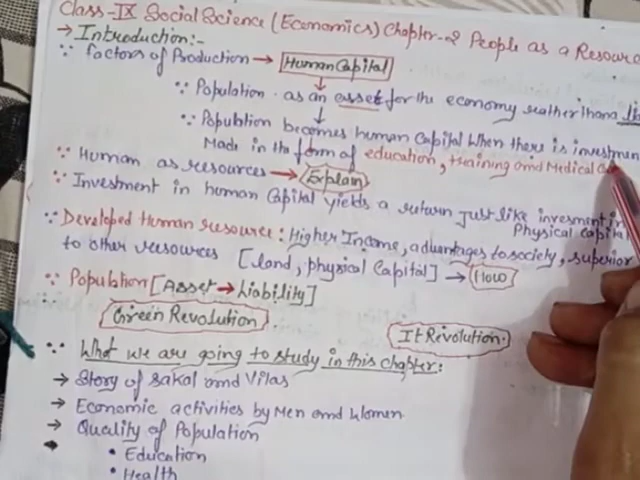 Class-IX Social Science (Economics) Chapter-2 People as a Resource
→ Introduction:-
∵ factors of Production → Human Capital
∵ Population as an asset for the economy rather than a
∵ Population becomes human Capital when there is investment
Made in the form of education, training and Medical
∵ Human as resources → Explain
∵ Investment in human Capital yields a return just like invesment in
Physical Capital
∵ Developed Human resource: Higher Income, advantages to society, superior
to other resources [land, physical Capital] → How
∵ Population [Asset → Liability]
Green Revolution
It Revolution.
∵ What we are going to study in this chapter:
→ Story of Sakal and Vilas
→ Economic activities by Men and Women
→ Quality of Population
• Education
• Health